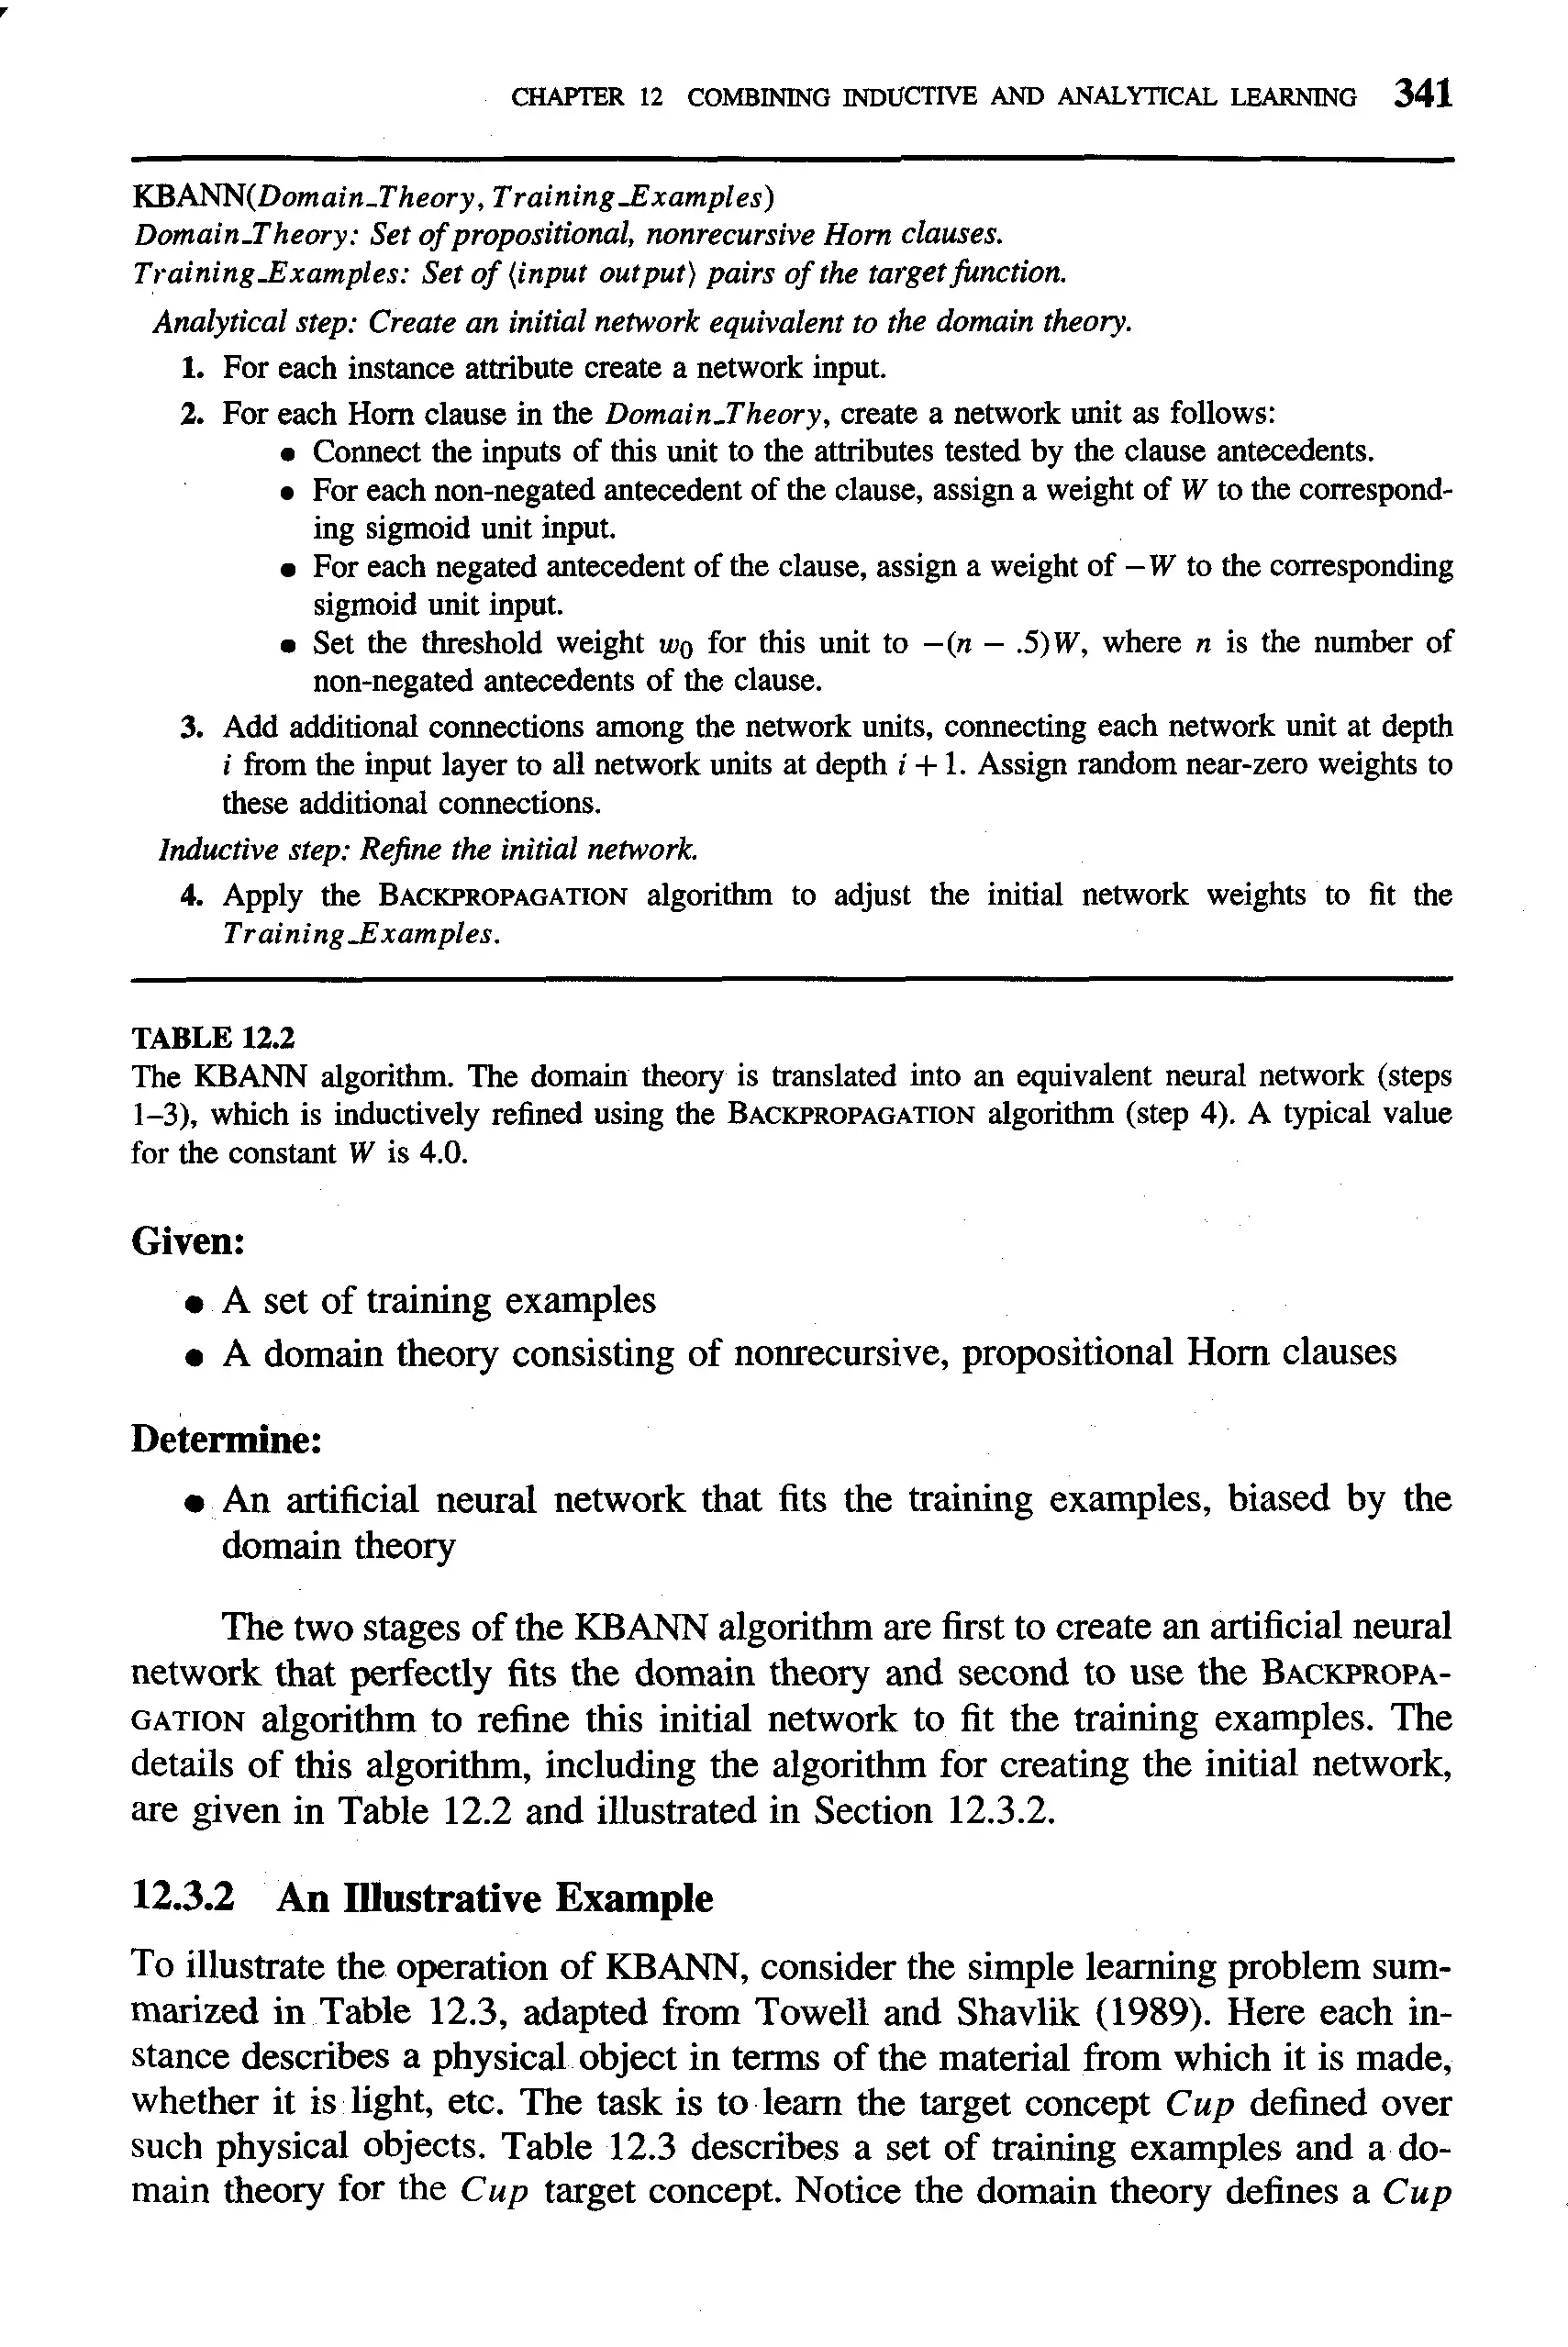 CHAPTER 12 COMBINING INDUCTIVE AND ANALYTICAL LEARNING 341
KBANN(Domain_Theory, Training_Examples)
Domain_Theory: Set of propositional, nonrecursive Horn clauses.
Training_Examples: Set of ⟨input output⟩ pairs of the target function.
Analytical step: Create an initial network equivalent to the domain theory.
1. For each instance attribute create a network input.
2. For each Horn clause in the Domain_Theory, create a network unit as follows:
• Connect the inputs of this unit to the attributes tested by the clause antecedents.
• For each non-negated antecedent of the clause, assign a weight of W to the correspond-
ing sigmoid unit input.
• For each negated antecedent of the clause, assign a weight of −W to the corresponding
sigmoid unit input.
• Set the threshold weight w₀ for this unit to −(n − .5)W, where n is the number of
non-negated antecedents of the clause.
3. Add additional connections among the network units, connecting each network unit at depth
i from the input layer to all network units at depth i + 1. Assign random near-zero weights to
these additional connections.
Inductive step: Refine the initial network.
4. Apply the BACKPROPAGATION algorithm to adjust the initial network weights to fit the
Training_Examples.
TABLE 12.2
The KBANN algorithm. The domain theory is translated into an equivalent neural network (steps
1–3), which is inductively refined using the BACKPROPAGATION algorithm (step 4). A typical value
for the constant W is 4.0.
Given:
• A set of training examples
• A domain theory consisting of nonrecursive, propositional Horn clauses
Determine:
• An artificial neural network that fits the training examples, biased by the
domain theory
The two stages of the KBANN algorithm are first to create an artificial neural
network that perfectly fits the domain theory and second to use the BACKPROPA-
GATION algorithm to refine this initial network to fit the training examples. The
details of this algorithm, including the algorithm for creating the initial network,
are given in Table 12.2 and illustrated in Section 12.3.2.
12.3.2 An Illustrative Example
To illustrate the operation of KBANN, consider the simple learning problem sum-
marized in Table 12.3, adapted from Towell and Shavlik (1989). Here each in-
stance describes a physical object in terms of the material from which it is made,
whether it is light, etc. The task is to learn the target concept Cup defined over
such physical objects. Table 12.3 describes a set of training examples and a do-
main theory for the Cup target concept. Notice the domain theory defines a Cup